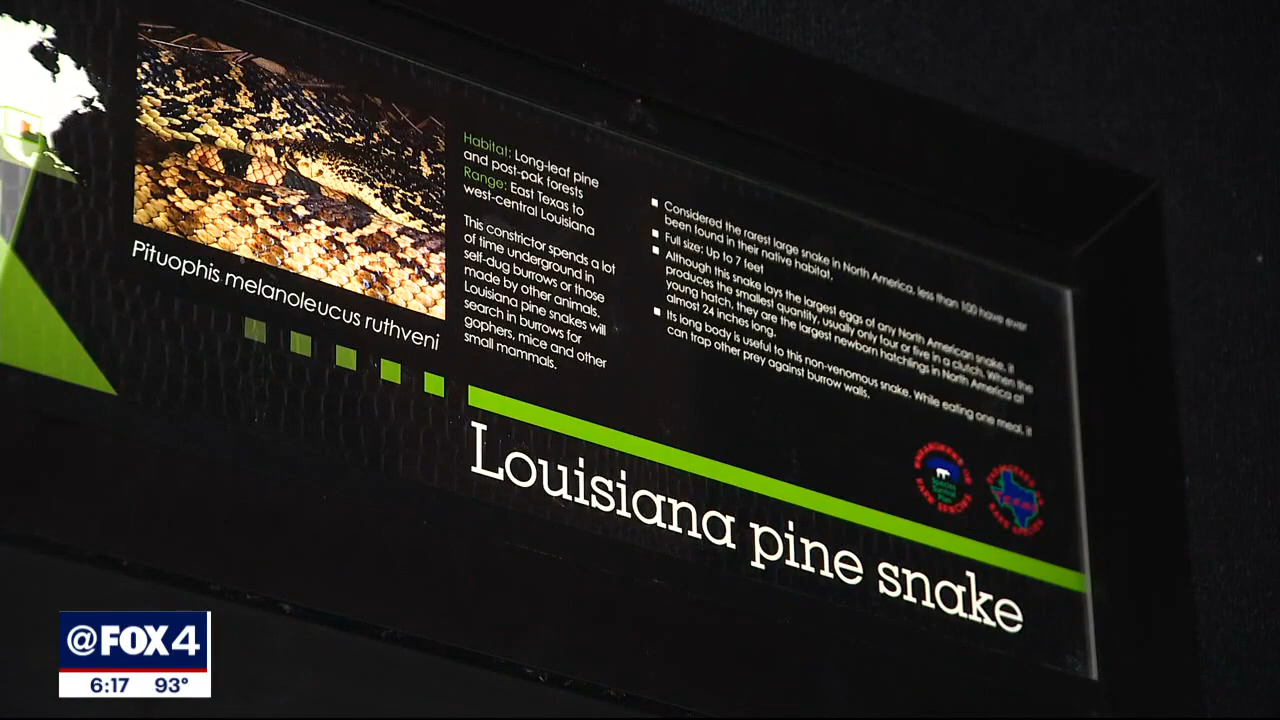 Pituophis melanoleucus ruthveni
Habitat: Long-leaf pine
and post-oak forests
Range: East Texas to
west-central Louisiana
This constrictor spends a lot
of time underground in
self-dug burrows or those
made by other animals.
Louisiana pine snakes will
search in burrows for
gophers, mice and other
small mammals.
Considered the rarest large snake in North America, less than 100 have ever
been found in their native habitat.
Full size: Up to 7 feet
Although this snake lays the largest eggs of any North American snake, it
produces the smallest quantity, usually only four or five in a clutch. When the
young hatch, they are the largest newborn hatchlings in North America at
almost 24 inches long.
Its long body is useful to this non-venomous snake. While eating one meal, it
can trap other prey against burrow walls.
Species
Survival
Plan
Louisiana pine snake
@FOX 4
6:17 93°